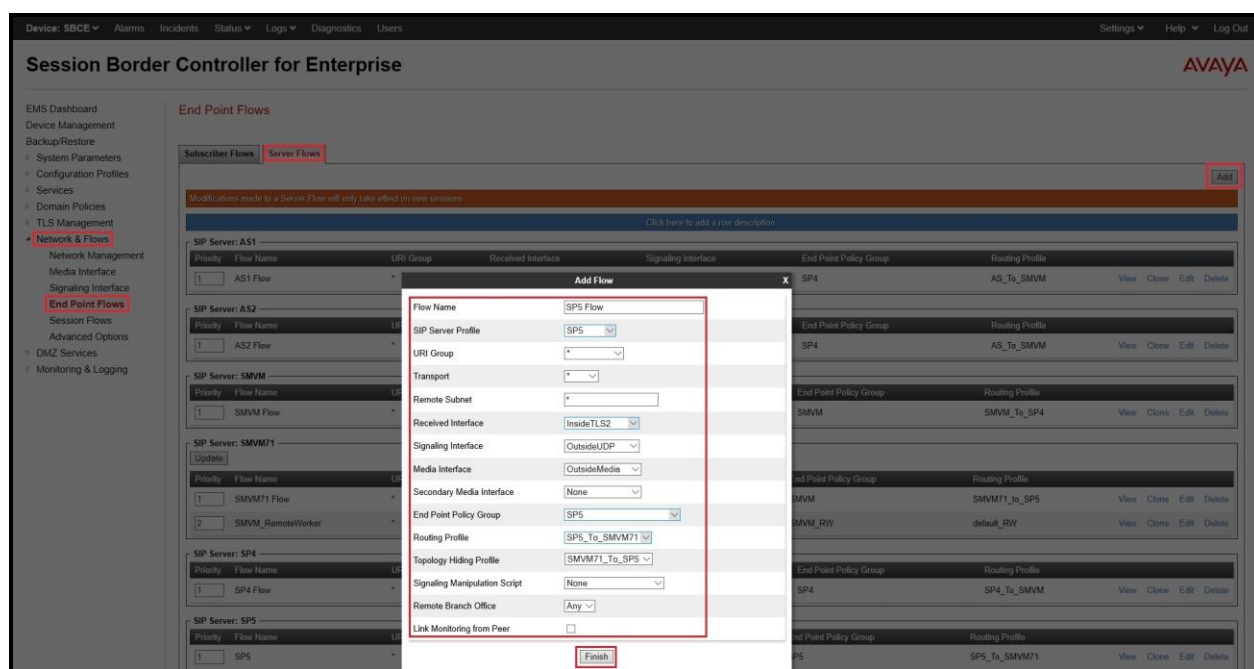 Device: SBCE Alarms Incidents Status Logs Diagnostics Users Settings Help Log Out
Session Border Controller for Enterprise AVAYA
EMS Dashboard
Device Management
Backup/Restore
System Parameters
Configuration Profiles
Services
Domain Policies
TLS Management
Network & Flows
Network Management
Media Interface
Signaling Interface
End Point Flows
Session Flows
Advanced Options
DMZ Services
Monitoring & Logging
End Point Flows
Subscriber Flows Server Flows
Add
Modifications made to a Server Flow will only take effect on new sessions.
Click here to add a row description.
SIP Server: AS1
Priority Flow Name URI Group Received Interface Signaling Interface End Point Policy Group Routing Profile
1 AS1 Flow * SP4 AS_To_SMVM View Clone Edit Delete
SIP Server: AS2
Priority Flow Name End Point Policy Group Routing Profile
1 AS2 Flow * SP4 AS_To_SMVM View Clone Edit Delete
SIP Server: SMVM
Priority Flow Name End Point Policy Group Routing Profile
1 SMVM Flow * SMVM SMVM_To_SP4 View Clone Edit Delete
SIP Server: SMVM71
Update
Priority Flow Name Policy Group Routing Profile
1 SMVM71 Flow * SMVM71_to_SP5 View Clone Edit Delete
2 SMVM_RemoteWorker * default_RW View Clone Edit Delete
SIP Server: SP4
Priority Flow Name End Point Policy Group Routing Profile
1 SP4 Flow * SP4 SP4_To_SMVM View Clone Edit Delete
SIP Server: SP5
Priority Flow Name Policy Group Routing Profile
1 SP5 * SP5_To_SMVM71 View Clone Edit Delete
Add Flow X
Flow Name SP5 Flow
SIP Server Profile SP5
URI Group *
Transport *
Remote Subnet *
Received Interface InsideTLS2
Signaling Interface OutsideUDP
Media Interface OutsideMedia
Secondary Media Interface None
End Point Policy Group SP5
Routing Profile SP5_To_SMVM71
Topology Hiding Profile SMVM71_To_SP5
Signaling Manipulation Script None
Remote Branch Office Any
Link Monitoring from Peer
Finish